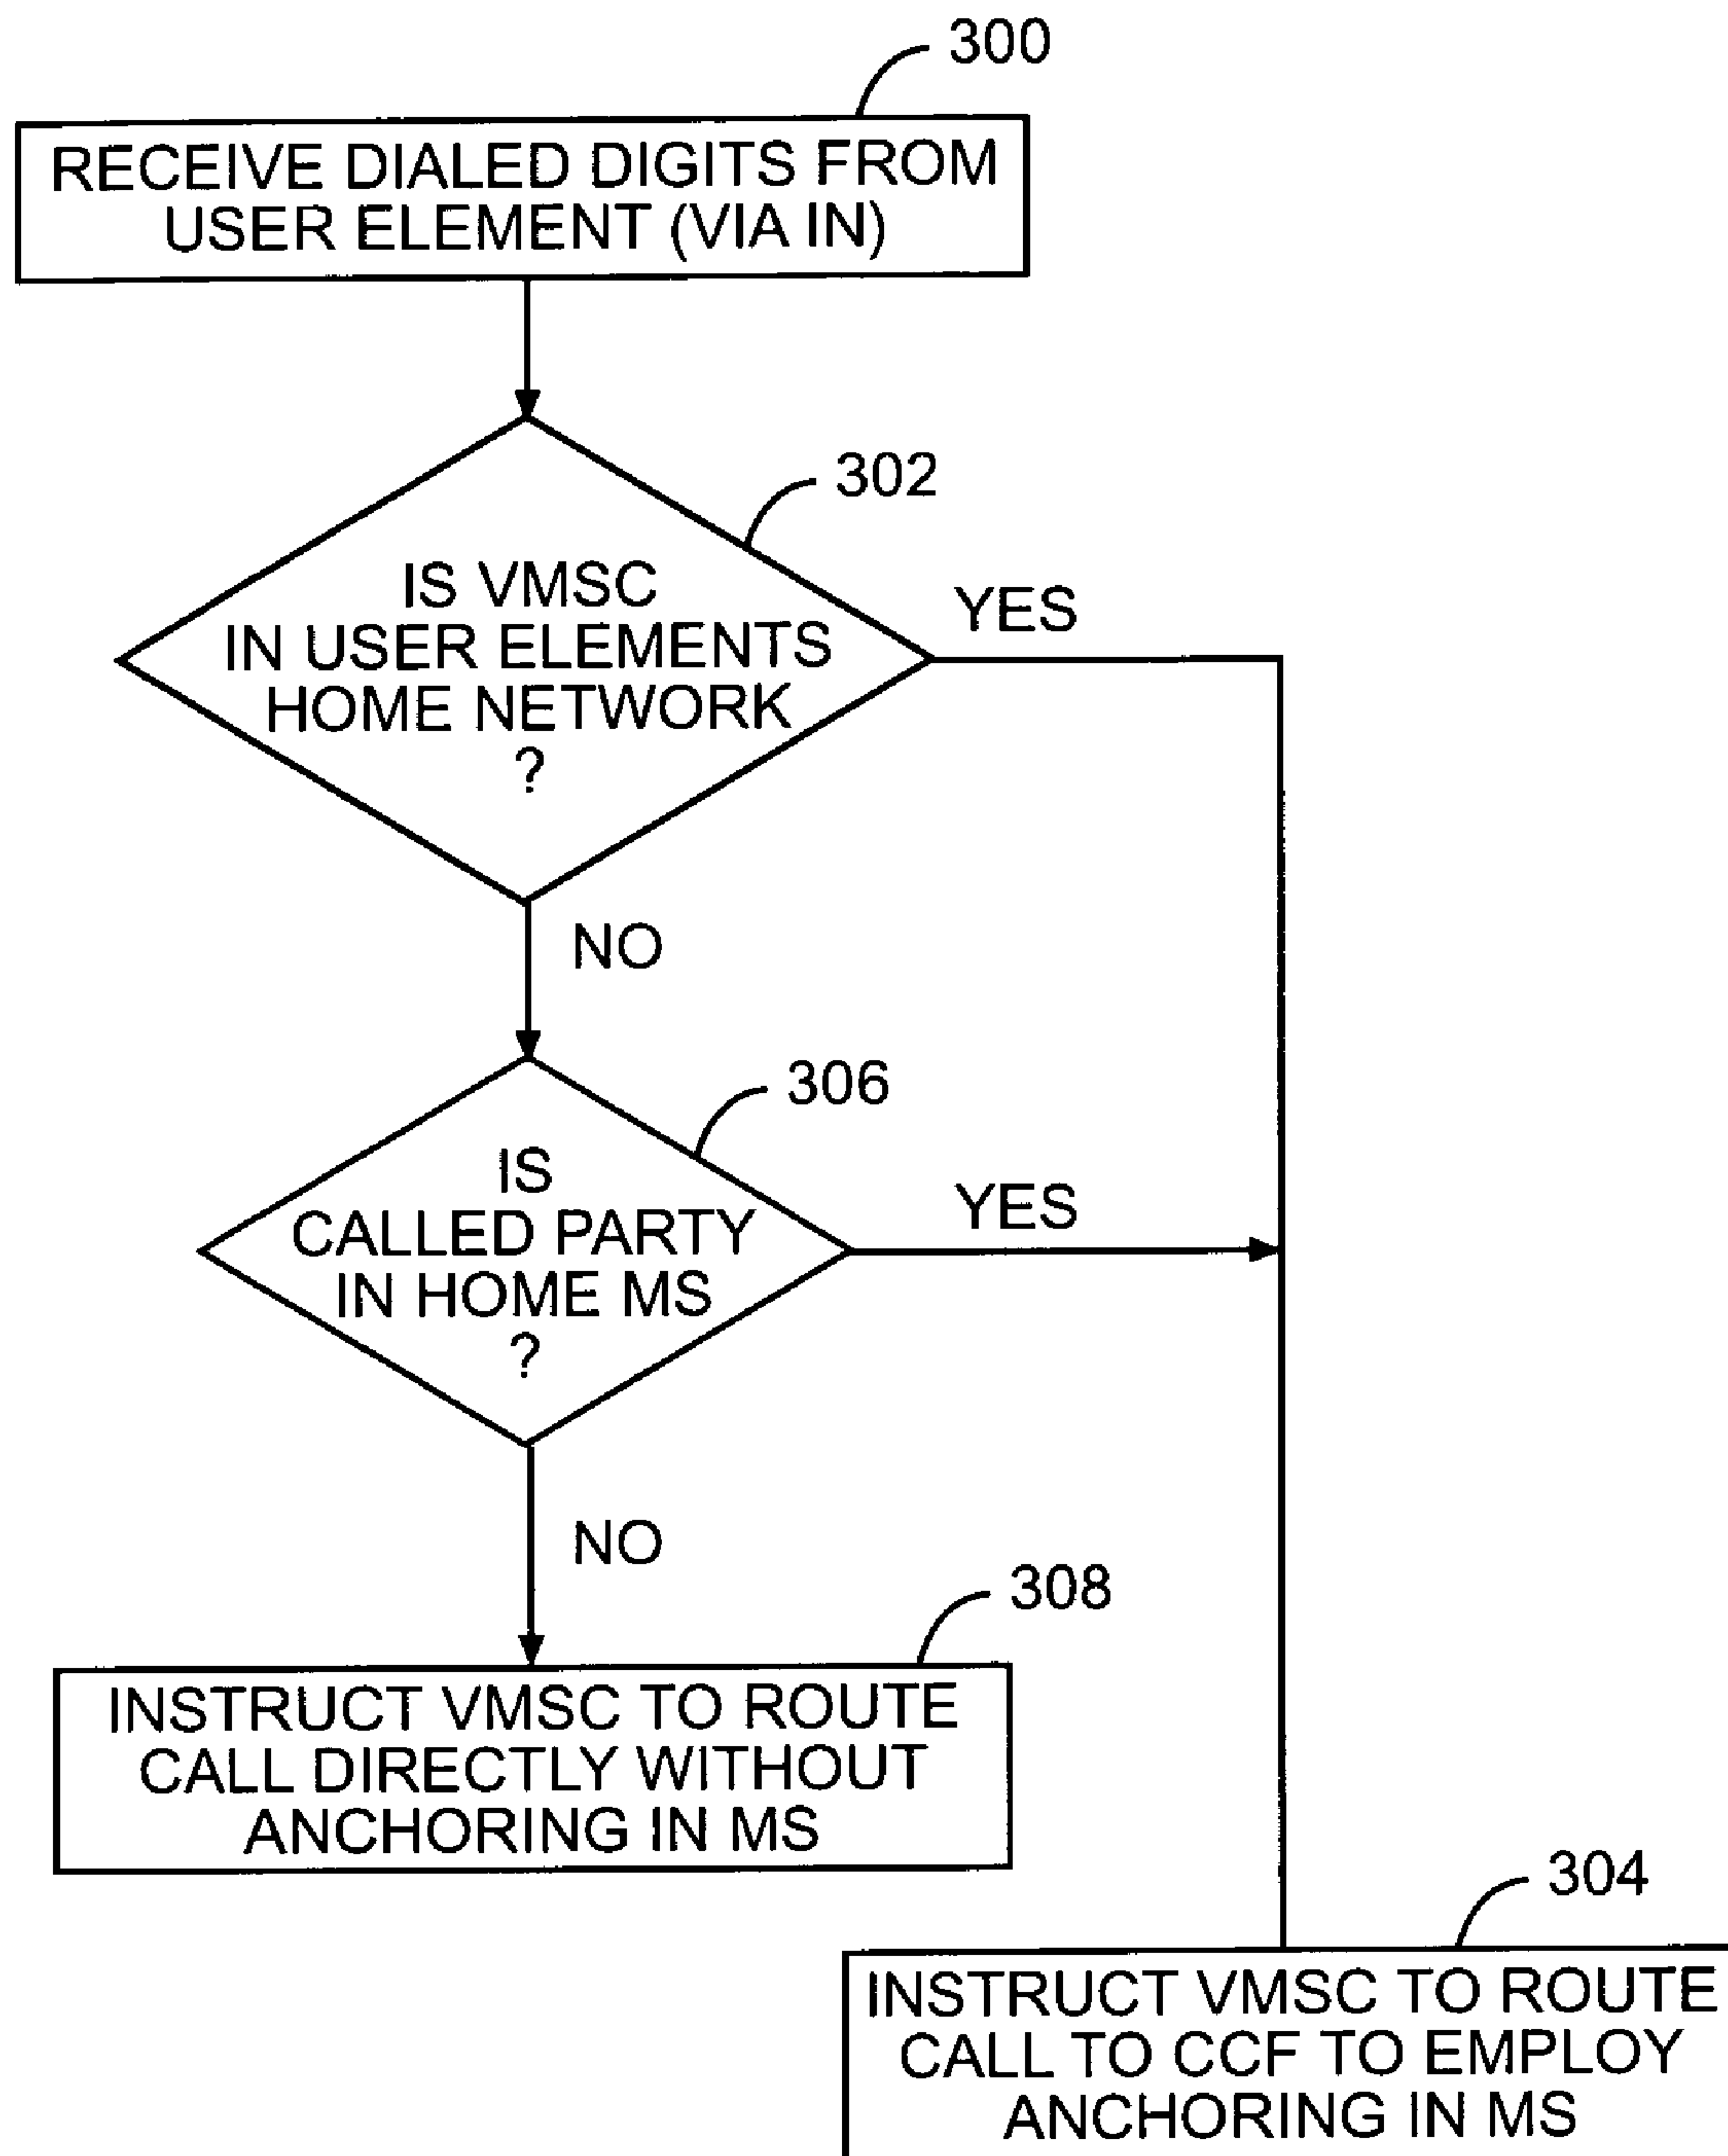 300
RECEIVE DIALED DIGITS FROM
USER ELEMENT (VIA IN)
302
IS VMSC
IN USER ELEMENTS
HOME NETWORK
?
YES
NO
306
IS
CALLED PARTY
IN HOME MS
?
YES
NO
308
INSTRUCT VMSC TO ROUTE
CALL DIRECTLY WITHOUT
ANCHORING IN MS
304
INSTRUCT VMSC TO ROUTE
CALL TO CCF TO EMPLOY
ANCHORING IN MS